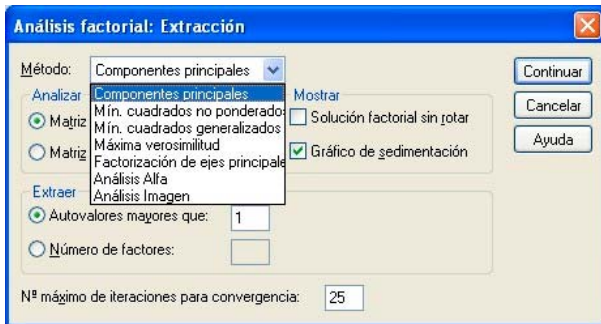 Análisis factorial: Extracción
Método: Componentes principales
Continuar
Cancelar
Ayuda
Analizar
Matriz
Matriz
Componentes principales
Mín. cuadrados no ponderados
Mín. cuadrados generalizados
Máxima verosimilitud
Factorización de ejes principale
Análisis Alfa
Análisis Imagen
Mostrar
Solución factorial sin rotar
Gráfico de sedimentación
Extraer
Autovalores mayores que: 1
Número de factores:
Nº máximo de iteraciones para convergencia: 25